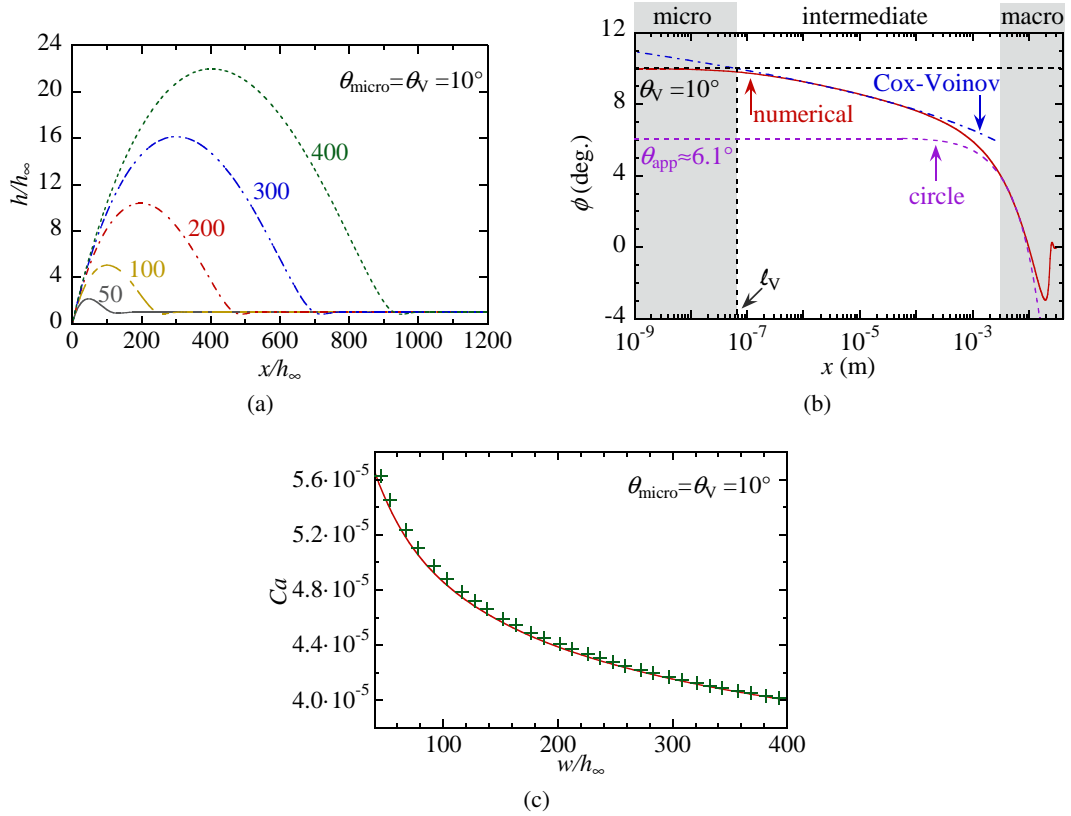 24
20
16
12
8
4
0
h/h∞
θmicro=θV =10°
400
300
200
100
50
0 200 400 600 800 1000 1200
x/h∞
(a)
micro intermediate macro
12
8
4
0
-4
ϕ (deg.)
θV =10°
Cox-Voinov
numerical
θapp≈6.1°
circle
ℓV
10⁻⁹ 10⁻⁷ 10⁻⁵ 10⁻³
x (m)
(b)
5.6· 10⁻⁵
5.2· 10⁻⁵
4.8· 10⁻⁵
4.4· 10⁻⁵
4.0· 10⁻⁵
Ca
θmicro=θV =10°
100 200 300 400
w/h∞
(c)